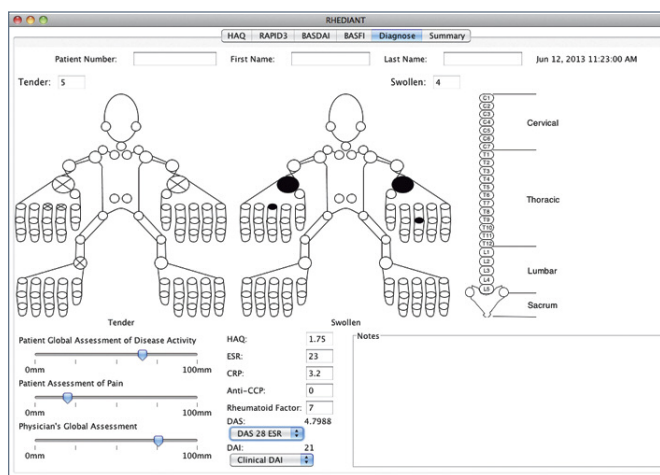 RHEDIANT
HAQ RAPID3 BASDAI BASFI Diagnose Summary
Patient Number: First Name: Last Name: Jun 12, 2013 11:23:00 AM
Tender: 5 Swollen: 4
C1
C2
C3
C4
C5
C6
C7
Cervical
T1
T2
T3
T4
T5
T6
T7
T8
T9
T10
T11
T12
Thoracic
L1
L2
L3
L4
L5
Lumbar
Sacrum
Tender Swollen
Patient Global Assessment of Disease Activity
0mm 100mm
Patient Assessment of Pain
0mm 100mm
Physician's Global Assessment
0mm 100mm
HAQ: 1.75
ESR: 23
CRP: 3.2
Anti-CCP: 0
Rheumatoid Factor: 7
DAS: 4.7988
DAS 28 ESR
DAI: 21
Clinical DAI
Notes